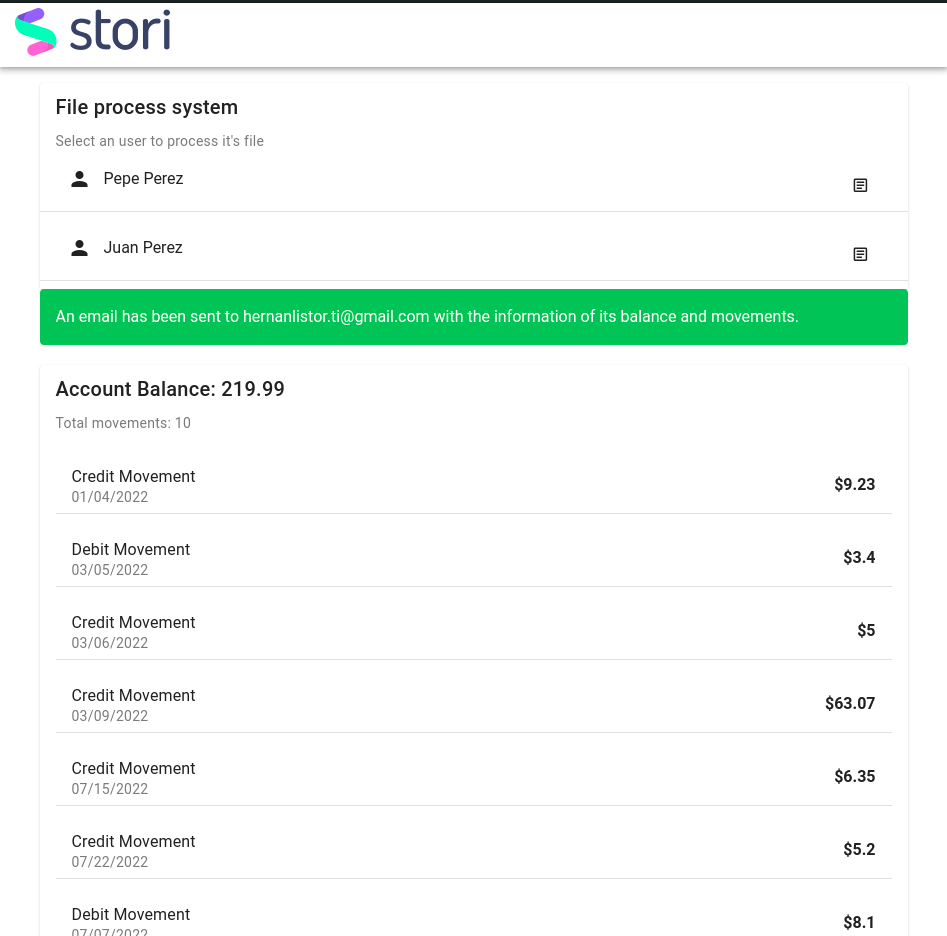 stori
File process system
Select an user to process it's file
Pepe Perez
Juan Perez
An email has been sent to hernanlistor.ti@gmail.com with the information of its balance and movements.
Account Balance: 219.99
Total movements: 10
Credit Movement
$9.23
01/04/2022
Debit Movement
$3.4
03/05/2022
Credit Movement
$5
03/06/2022
Credit Movement
$63.07
03/09/2022
Credit Movement
$6.35
07/15/2022
Credit Movement
$5.2
07/22/2022
Debit Movement
$8.1
07/07/2022